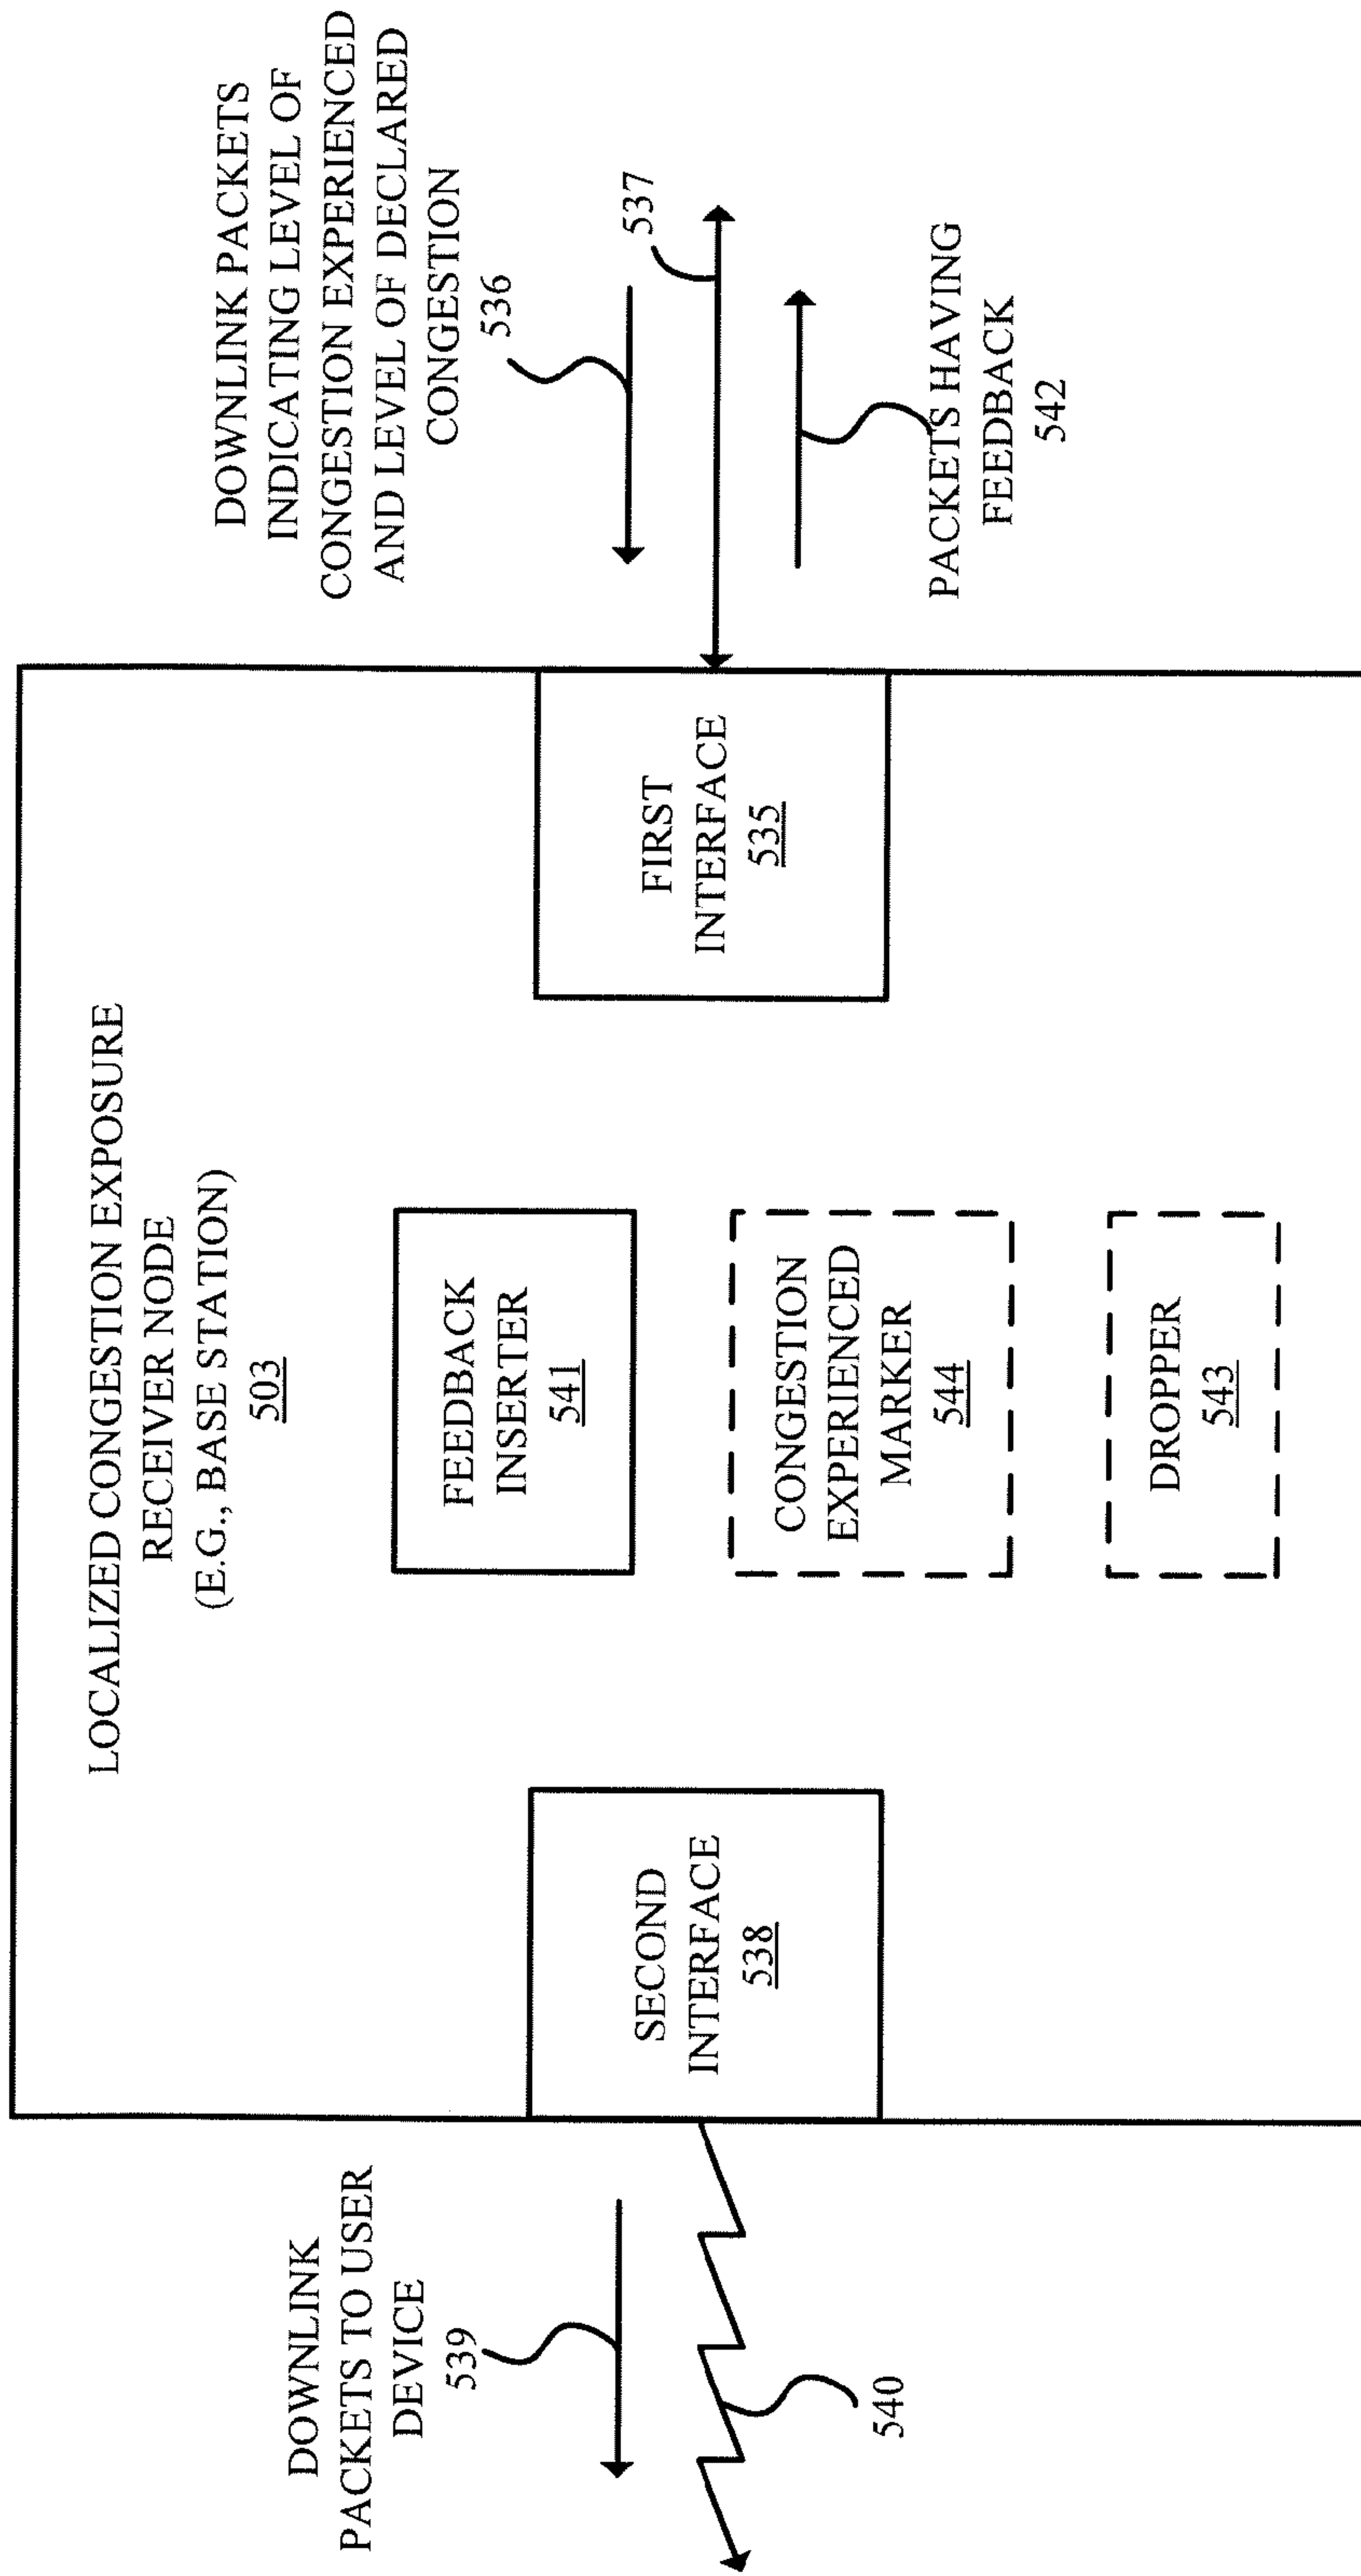 LOCALIZED CONGESTION EXPOSURE
RECEIVER NODE
(E.G., BASE STATION)
503
DOWNLINK
PACKETS TO USER
DEVICE
539
540
SECOND
INTERFACE
538
FEEDBACK
INSERTER
541
CONGESTION
EXPERIENCED
MARKER
544
DROPPER
543
FIRST
INTERFACE
535
DOWNLINK PACKETS
INDICATING LEVEL OF
CONGESTION EXPERIENCED
AND LEVEL OF DECLARED
CONGESTION
536
537
PACKETS HAVING
FEEDBACK
542